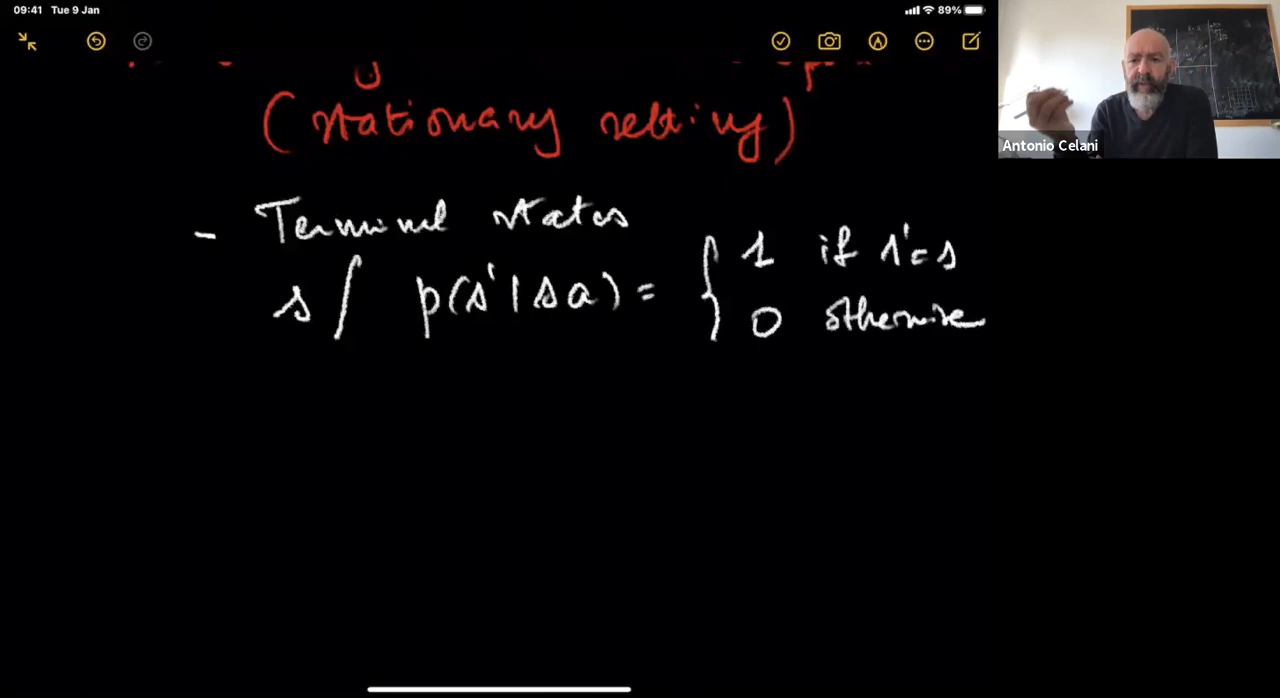 09:41 Tue 9 Jan 89%
(stationary setting)
Antonio Celani
- Terminal states
s / p(s'|sa) = { 1 if s'=s
0 otherwise